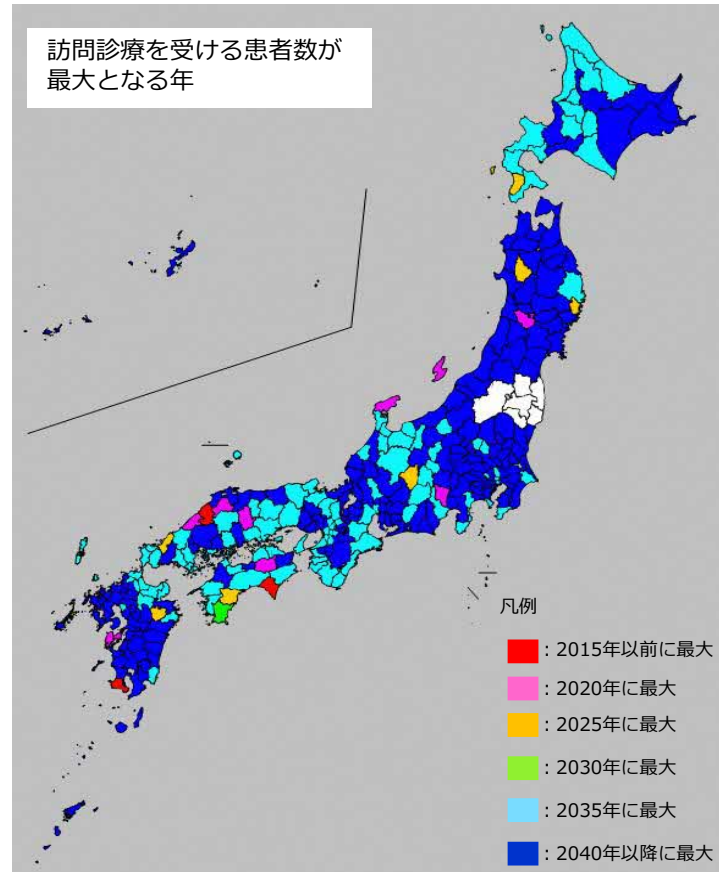 訪問診療を受ける患者数が
最大となる年
凡例
：2015年以前に最大
：2020年に最大
：2025年に最大
：2030年に最大
：2035年に最大
：2040年以降に最大